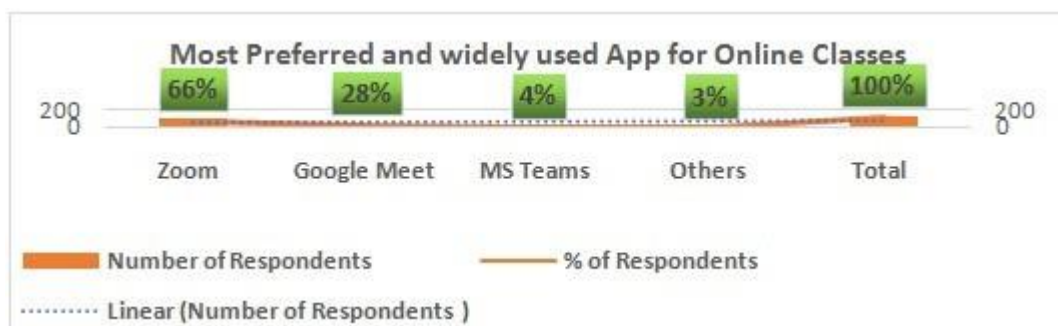 Most Preferred and widely used App for Online Classes
66% 28% 4% 3% 100%
200 200
0 0
Zoom Google Meet MS Teams Others Total
Number of Respondents % of Respondents
Linear (Number of Respondents )